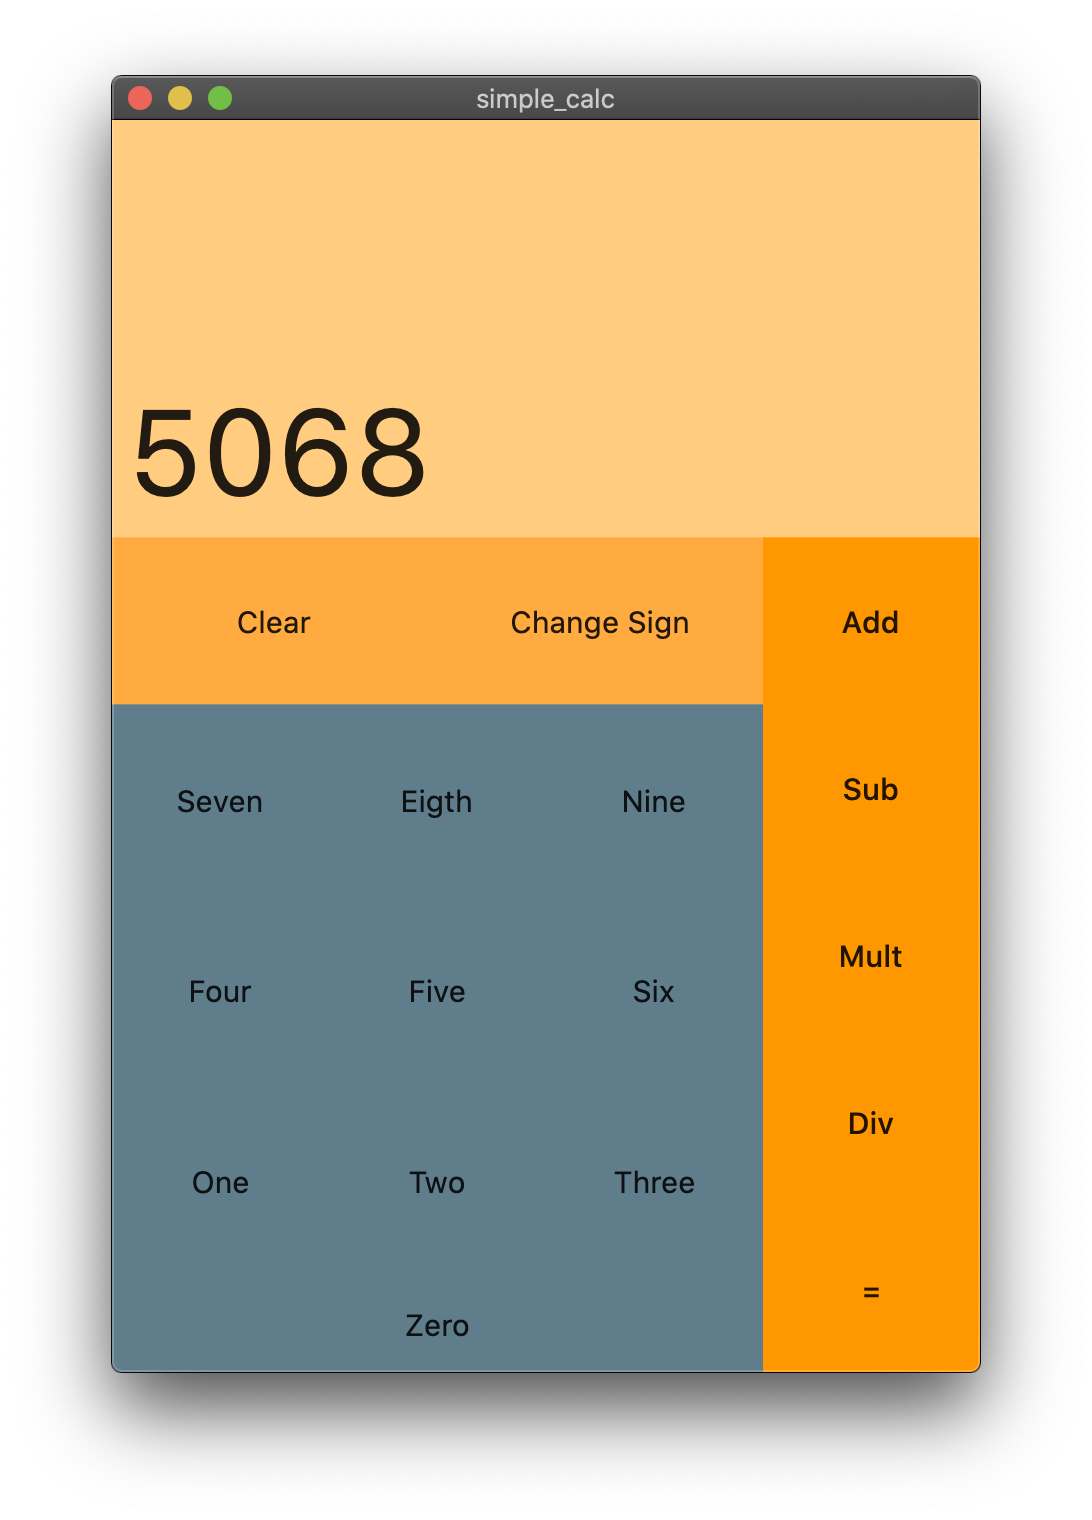 simple_calc
5068
Clear Change Sign Add
Sub
Seven Eigth Nine
Mult
Four Five Six
Div
One Two Three
=
Zero